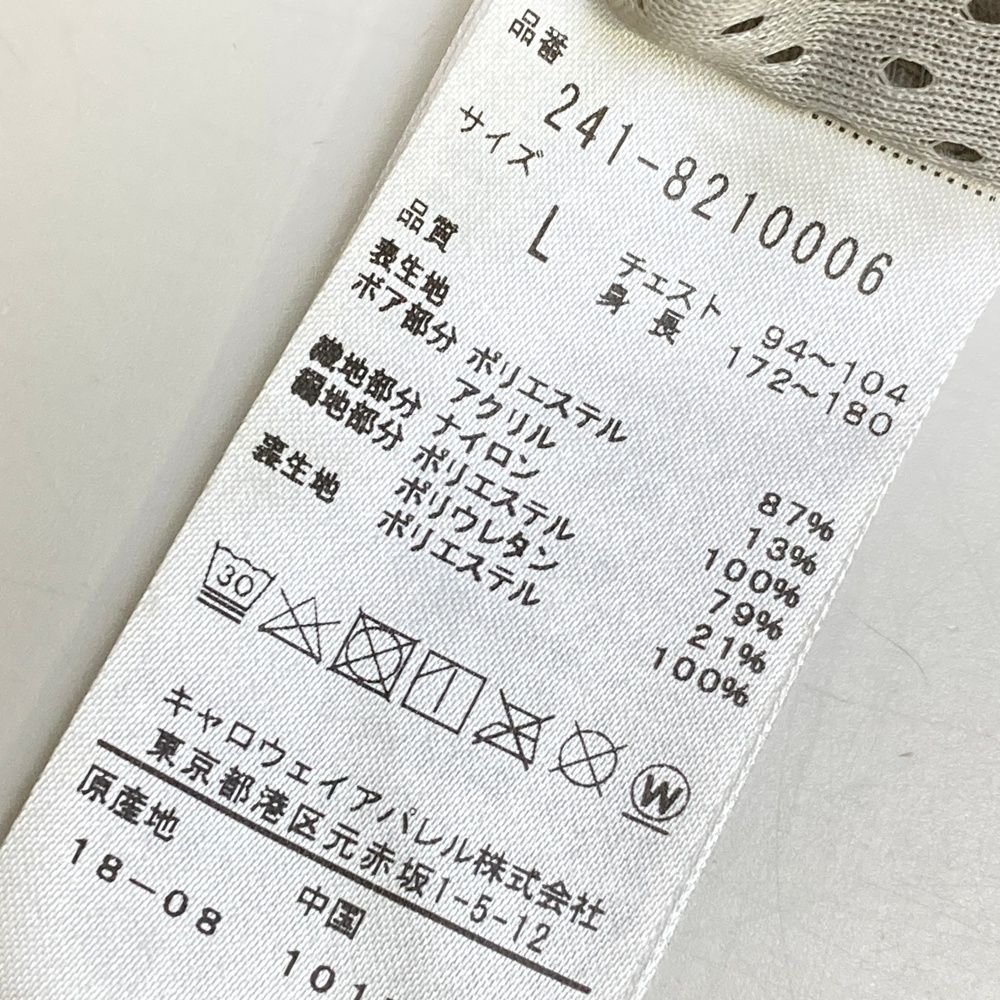 品番 241-8210006
サイズ L チェスト 94〜104
身長 172〜180
品質
表生地 ポリエステル 87%
ボア部分 アクリル 13%
織地部分 ナイロン 100%
編地部分 ポリエステル 79%
ポリウレタン 21%
裏生地 ポリエステル 100%
30
W
キャロウェイアパレル株式会社
東京都港区元赤坂1-5-12
原産地 中国
18-08